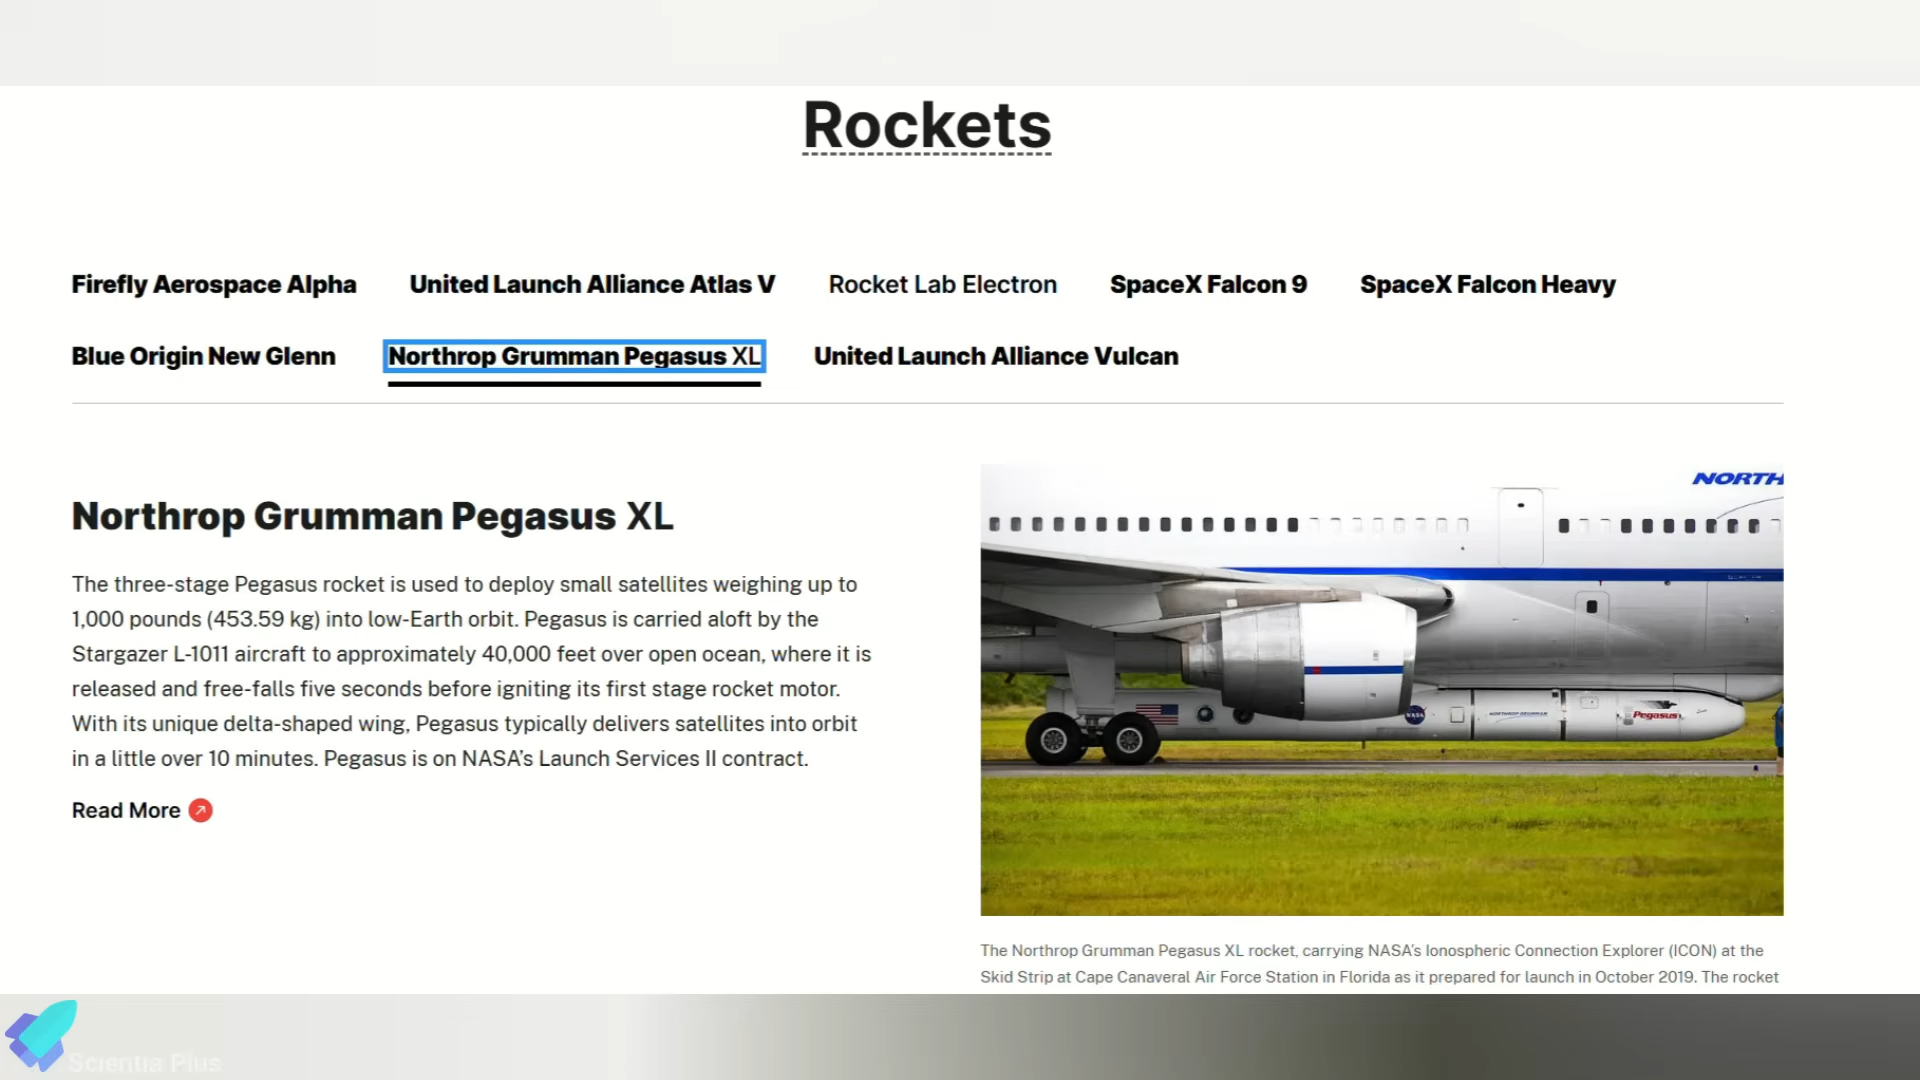 Rockets
Firefly Aerospace Alpha United Launch Alliance Atlas V Rocket Lab Electron SpaceX Falcon 9 SpaceX Falcon Heavy
Blue Origin New Glenn Northrop Grumman Pegasus XL United Launch Alliance Vulcan
Northrop Grumman Pegasus XL
The three-stage Pegasus rocket is used to deploy small satellites weighing up to
1,000 pounds (453.59 kg) into low-Earth orbit. Pegasus is carried aloft by the
Stargazer L-1011 aircraft to approximately 40,000 feet over open ocean, where it is
released and free-falls five seconds before igniting its first stage rocket motor.
With its unique delta-shaped wing, Pegasus typically delivers satellites into orbit
in a little over 10 minutes. Pegasus is on NASA’s Launch Services II contract.
Read More
NORTH
NASA
NORTHROP GRUMMAN
Pegasus
The Northrop Grumman Pegasus XL rocket, carrying NASA’s Ionospheric Connection Explorer (ICON) at the
Skid Strip at Cape Canaveral Air Force Station in Florida as it prepared for launch in October 2019. The rocket
Scientia Plus